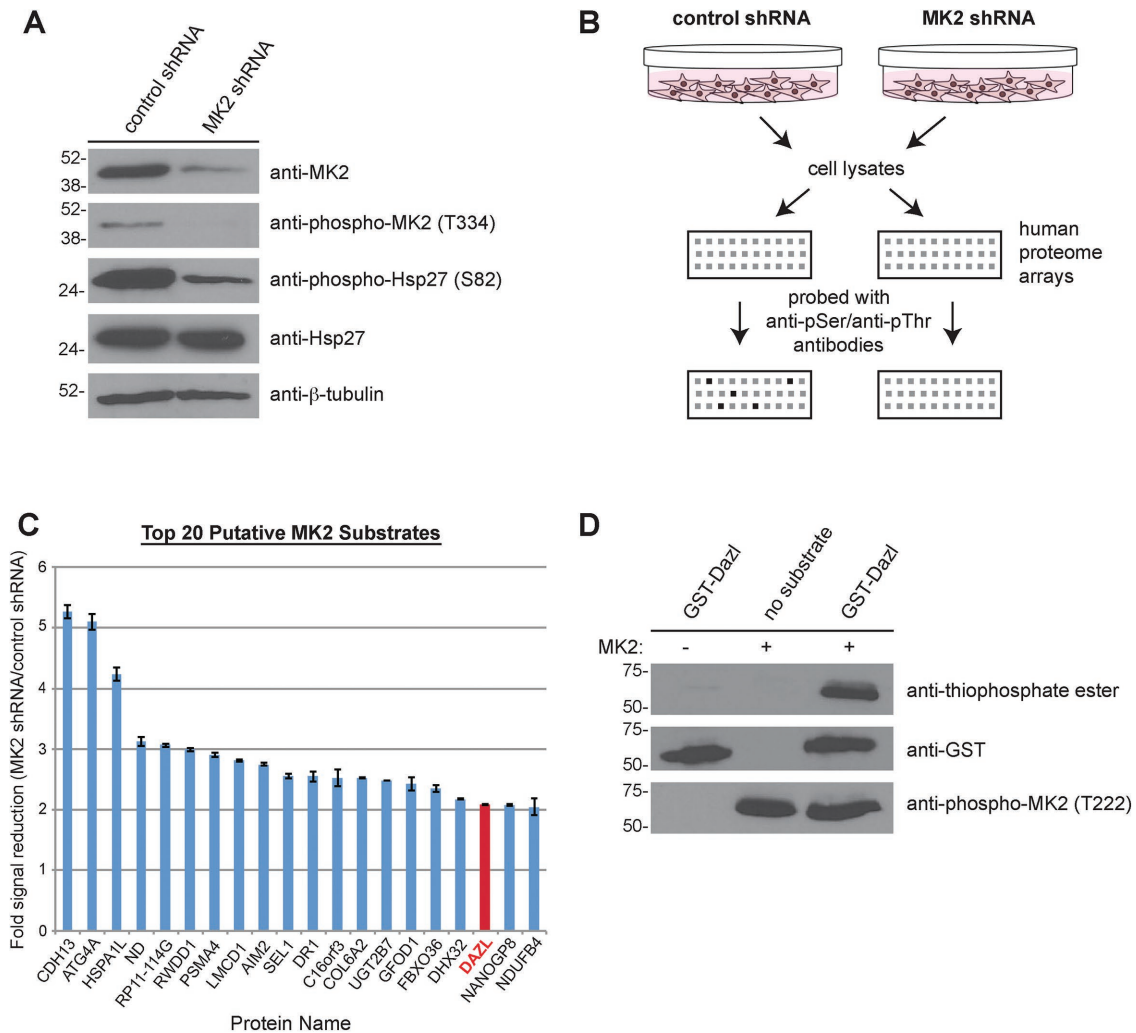 A
control shRNA
MK2 shRNA
52-
38-
anti-MK2
52-
38-
anti-phospho-MK2 (T334)
24-
anti-phospho-Hsp27 (S82)
24-
anti-Hsp27
52-
anti-β-tubulin
B
control shRNA
MK2 shRNA
cell lysates
human
proteome
arrays
probed with
anti-pSer/anti-pThr
antibodies
C
Top 20 Putative MK2 Substrates
Fold signal reduction (MK2 shRNA/control shRNA)
6
5
4
3
2
1
0
CDH13
ATG4A
HSPA1L
ND
RP11-114G
RWDD1
PSMA4
LMCD1
AIM2
SEL1
DR1
C16orf3
COL6A2
UGT2B7
GFOD1
FBXO36
DHX32
DAZL
NANOGP8
NDUFB4
Protein Name
D
GST-Dazl
no substrate
GST-Dazl
MK2: - + +
75-
50-
anti-thiophosphate ester
75-
50-
anti-GST
75-
50-
anti-phospho-MK2 (T222)